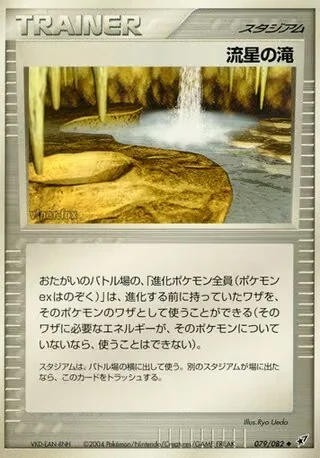 TRAINER
スタジアム
流星の滝
viper.fox
おたがいのバトル場の、「進化ポケモン全員(ポケモン
exはのぞく)」は、進化する前に持っていたワザを、
そのポケモンのワザとして使うことができる(その
ワザに必要なエネルギーが、そのポケモンについて
いないなら、使うことはできない)。
スタジアムは、バトル場の横に出して使う。別のスタジアムが場に出た
なら、このカードをトラッシュする。
Illus.Ryo Ueda
VKD-EAN-8NH ©2004 Pokémon/Nintendo/Creatures/GAME FREAK. 079/082 ◆